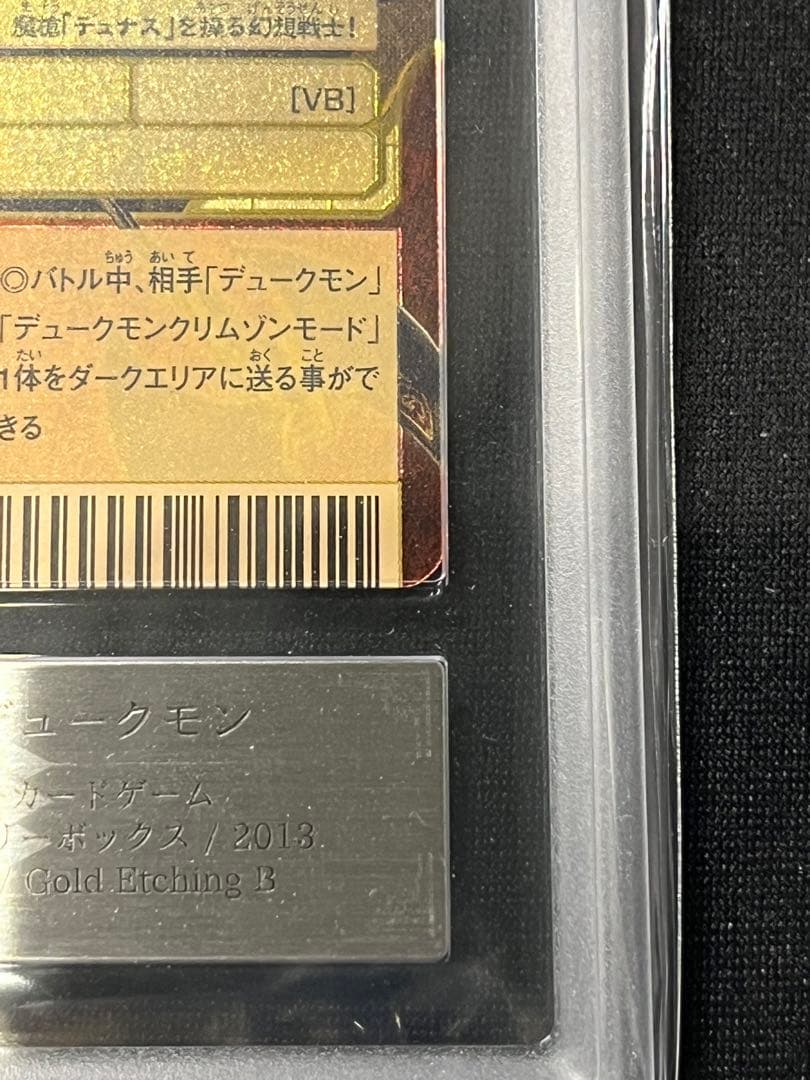 魔槍「デュナス」を操る幻想戦士!
[VB]
◎バトル中、相手「デュークモン」
「デュークモンクリムゾンモード」
1体をダークエリアに送る事がで
きる
デュークモン
カードゲーム
リーボックス / 2013
/ Gold Etching B